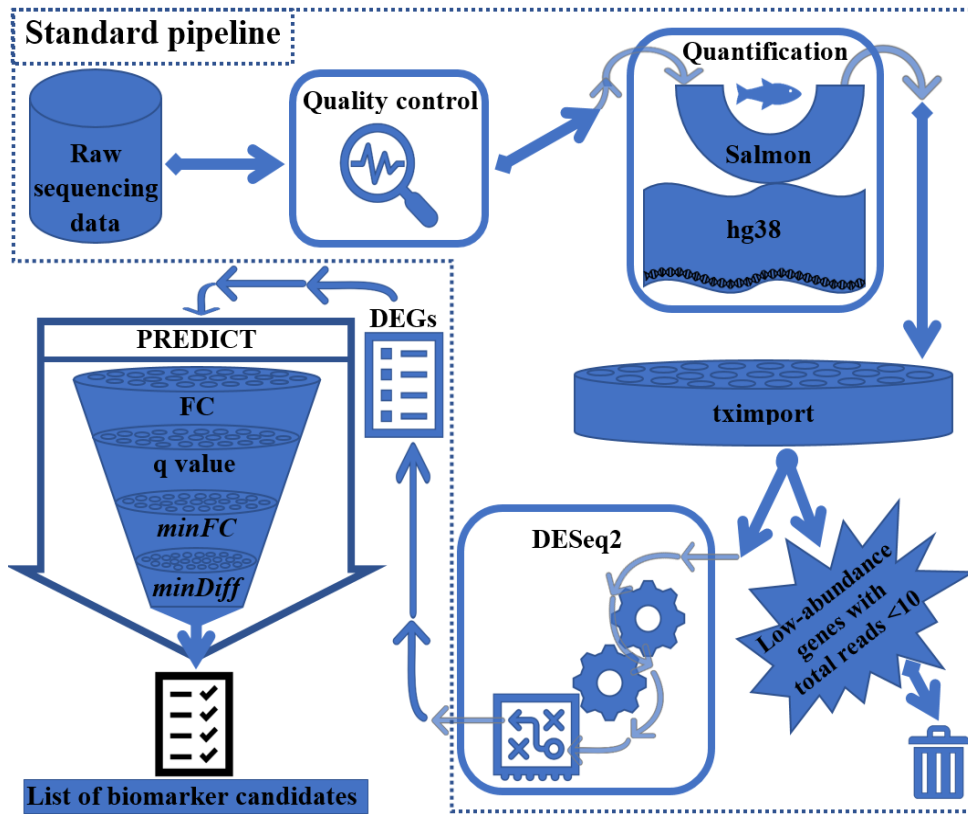 Standard pipeline
Raw
sequencing
data
Quality control
Quantification
Salmon
hg38
tximport
Low-abundance
genes with
total reads <10
DESeq2
DEGs
PREDICT
FC
q value
minFC
minDiff
List of biomarker candidates